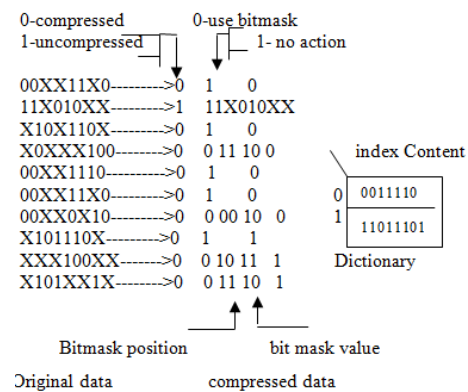 0-compressed 0-use bitmask
1-uncompressed 1- no action
00XX11X0--------->0 1 0
11X010XX--------->1 11X010XX
X10X110X--------->0 1 0
X0XXX100-------->0 0 11 10 0
00XX1110--------->0 1 0
00XX11X0--------->0 1 0
00XX0X10-------->0 0 00 10 0
X101110X--------->0 1 1
XXX100XX------->0 0 10 11 1
X101XX1X------->0 0 11 10 1
index Content
0 0011110
1 11011101
Dictionary
Bitmask position bit mask value
Original data compressed data